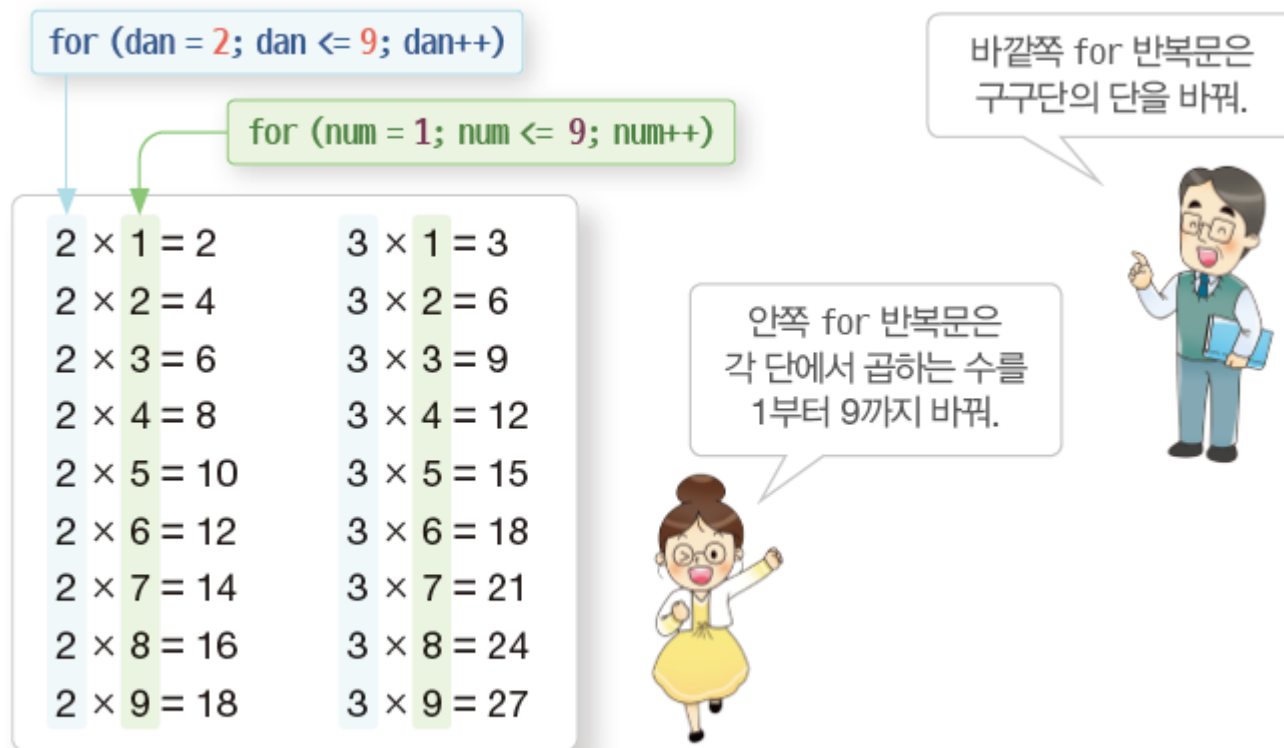 for (dan = 2; dan <= 9; dan++)
for (num = 1; num <= 9; num++)
바깥쪽 for 반복문은
구구단의 단을 바꿔.
2 × 1 = 2
2 × 2 = 4
2 × 3 = 6
2 × 4 = 8
2 × 5 = 10
2 × 6 = 12
2 × 7 = 14
2 × 8 = 16
2 × 9 = 18
3 × 1 = 3
3 × 2 = 6
3 × 3 = 9
3 × 4 = 12
3 × 5 = 15
3 × 6 = 18
3 × 7 = 21
3 × 8 = 24
3 × 9 = 27
안쪽 for 반복문은
각 단에서 곱하는 수를
1부터 9까지 바꿔.